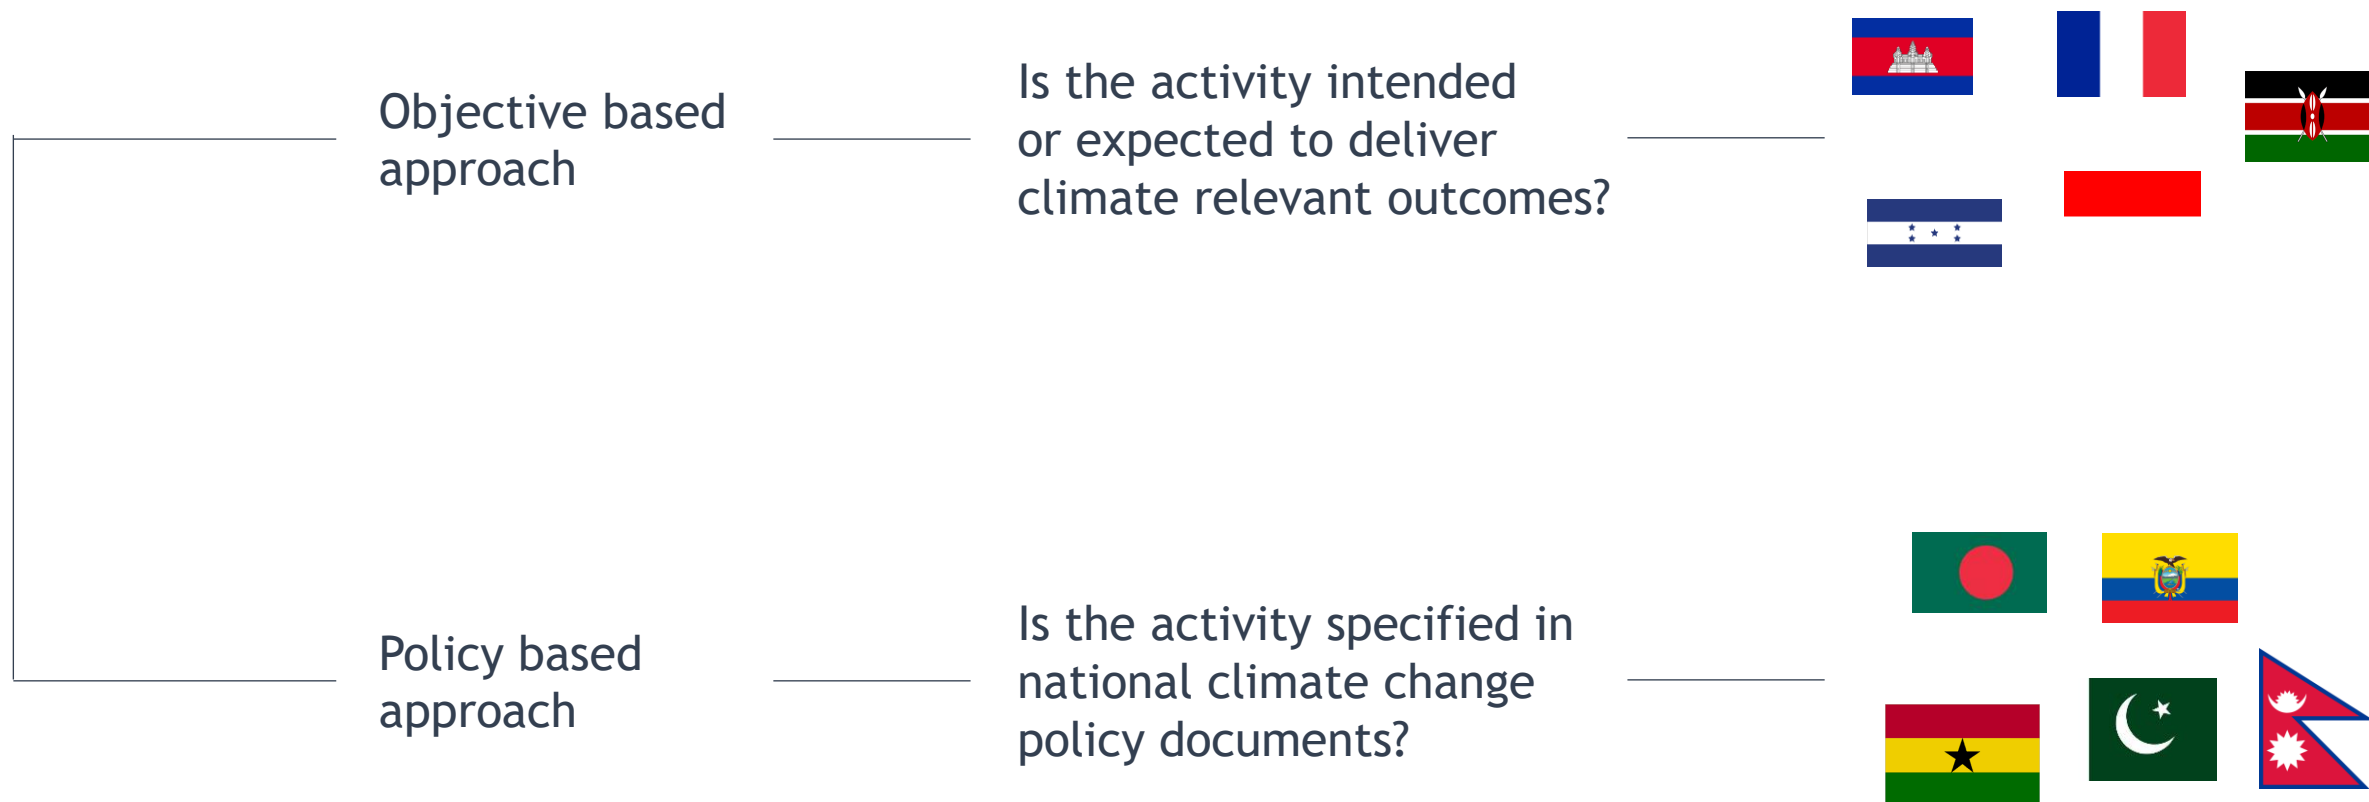 Objective based
approach
Is the activity intended
or expected to deliver
climate relevant outcomes?
Policy based
approach
Is the activity specified in
national climate change
policy documents?